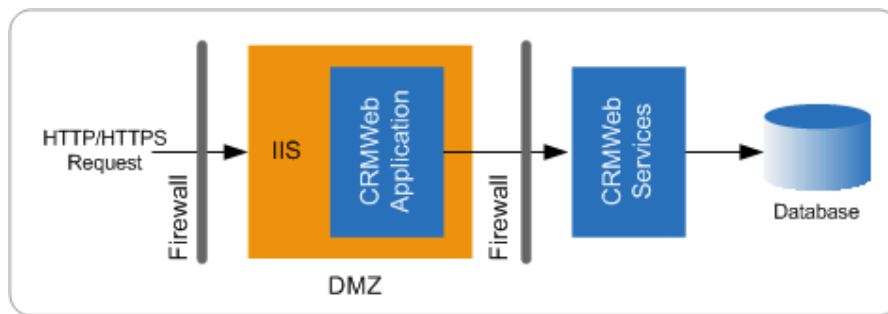 HTTP/HTTPS
Request
Firewall
IIS
CRMWeb
Application
DMZ
Firewall
CRMWeb
Services
Database